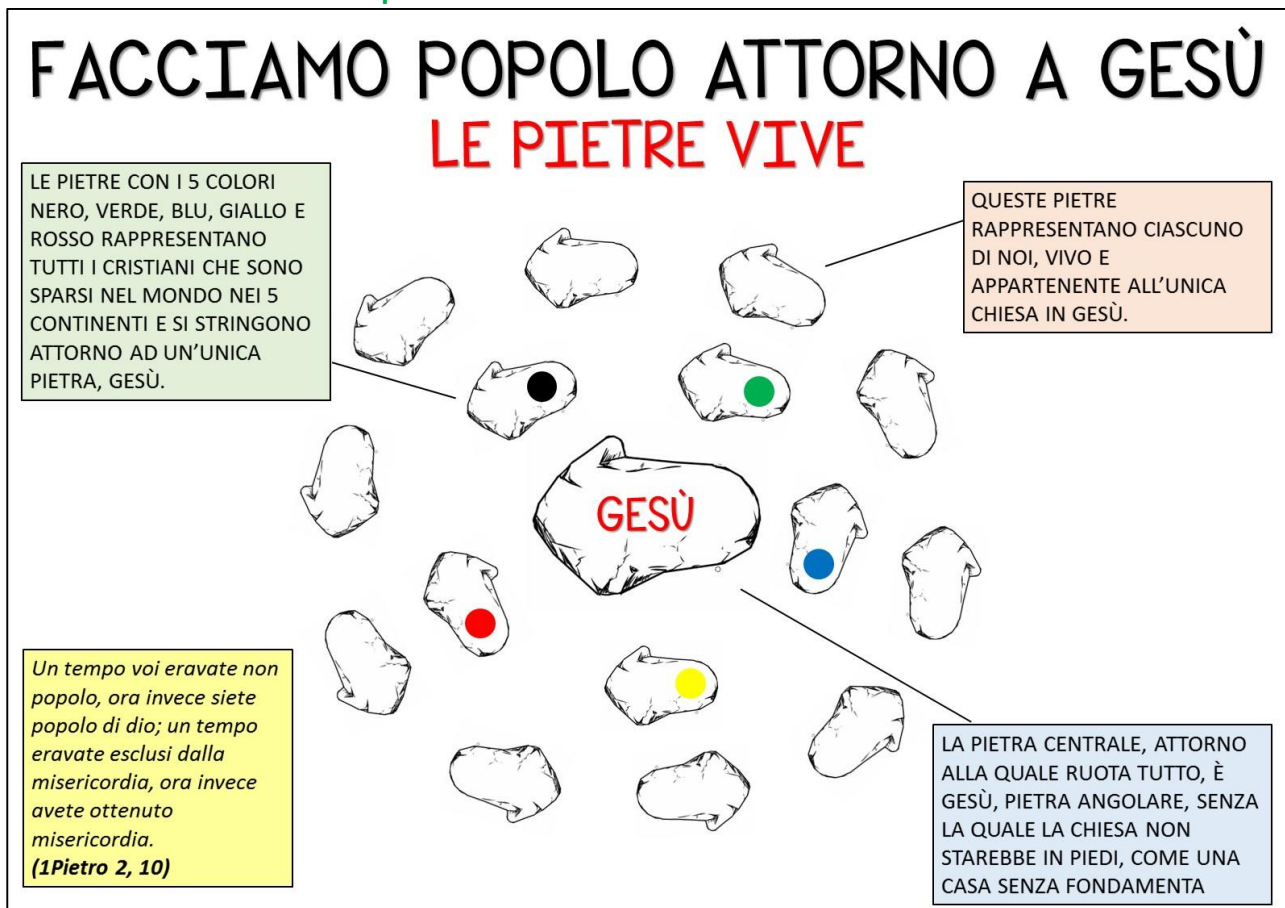 FACCIAMO POPOLO ATTORNO A GESÙ
LE PIETRE VIVE
LE PIETRE CON I 5 COLORI
NERO, VERDE, BLU, GIALLO E
ROSSO RAPPRESENTANO
TUTTI I CRISTIANI CHE SONO
SPARSI NEL MONDO NEI 5
CONTINENTI E SI STRINGONO
ATTORNO AD UN’UNICA
PIETRA, GESÙ.
QUESTE PIETRE
RAPPRESENTANO CIASCUNO
DI NOI, VIVO E
APPARTENENTE ALL’UNICA
CHIESA IN GESÙ.
GESÙ
Un tempo voi eravate non
popolo, ora invece siete
popolo di dio; un tempo
eravate esclusi dalla
misericordia, ora invece
avete ottenuto
misericordia.
(1Pietro 2, 10)
LA PIETRA CENTRALE, ATTORNO
ALLA QUALE RUOTA TUTTO, È
GESÙ, PIETRA ANGOLARE, SENZA
LA QUALE LA CHIESA NON
STAREBBE IN PIEDI, COME UNA
CASA SENZA FONDAMENTA